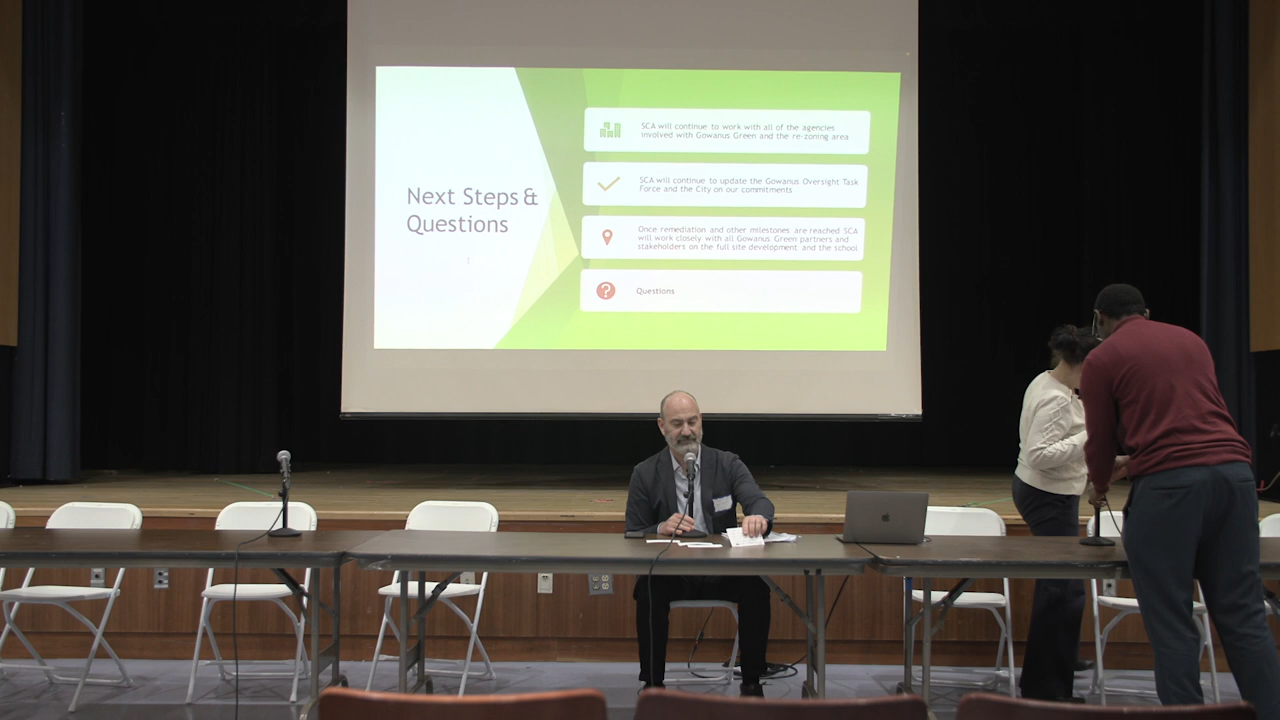 Next Steps &
Questions
SCA will continue to work with all of the agencies
involved with Gowanus Green and the re-zoning area
SCA will continue to update the Gowanus Oversight Task
Force and the City on our commitments
Once remediation and other milestones are reached SCA
will work closely with all Gowanus Green partners and
stakeholders on the full site development and the school
Questions